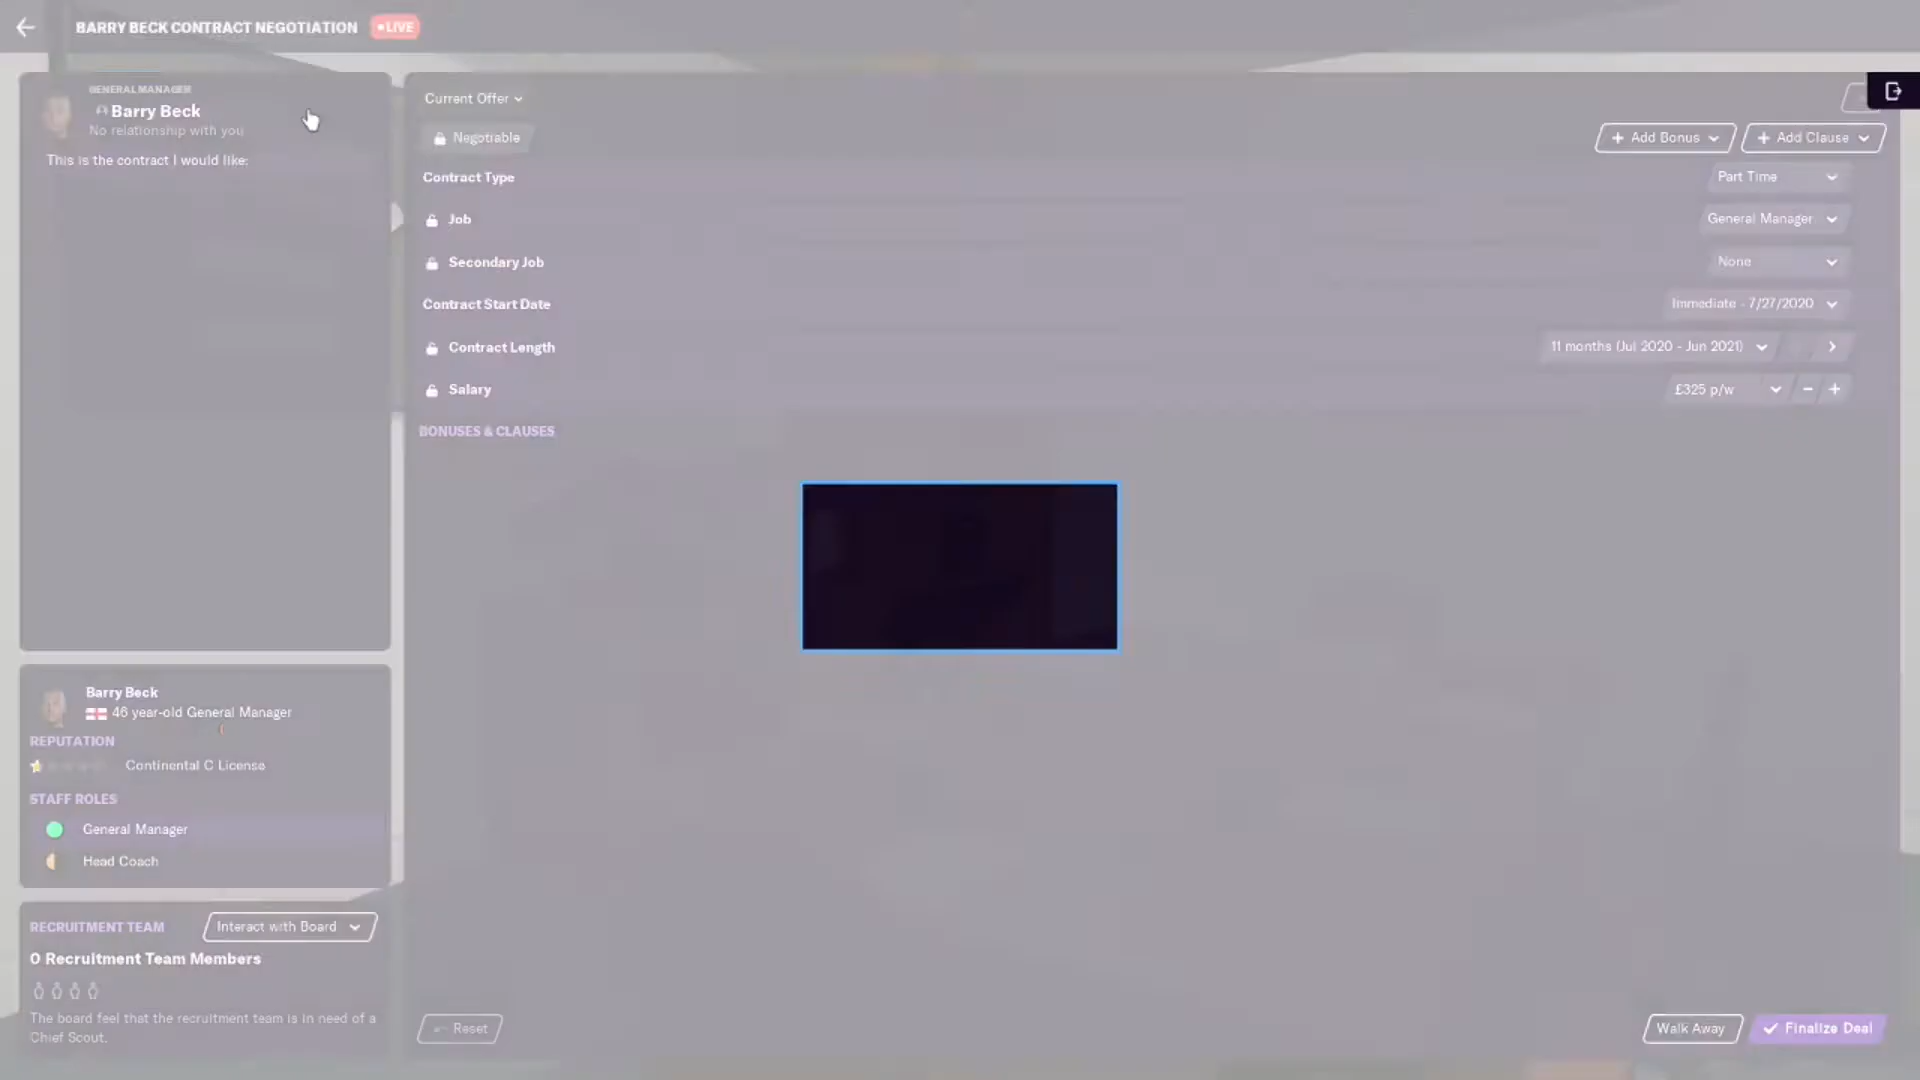 BARRY BECK CONTRACT NEGOTIATION
LIVE
GENERAL MANAGER
Barry Beck
No relationship with you
This is the contract I would like:
Current Offer
Negotiable
+ Add Bonus
+ Add Clause
Contract Type
Part Time
Job
General Manager
Secondary Job
None
Contract Start Date
Immediate - 7/27/2020
Contract Length
11 months (Jul 2020 - Jun 2021)
Salary
£325 p/w
BONUSES & CLAUSES
Barry Beck
46 year-old General Manager
REPUTATION
Continental C License
STAFF ROLES
General Manager
Head Coach
RECRUITMENT TEAM
Interact with Board
0 Recruitment Team Members
The board feel that the recruitment team is in need of a
Chief Scout.
Reset
Walk Away
Finalize Deal